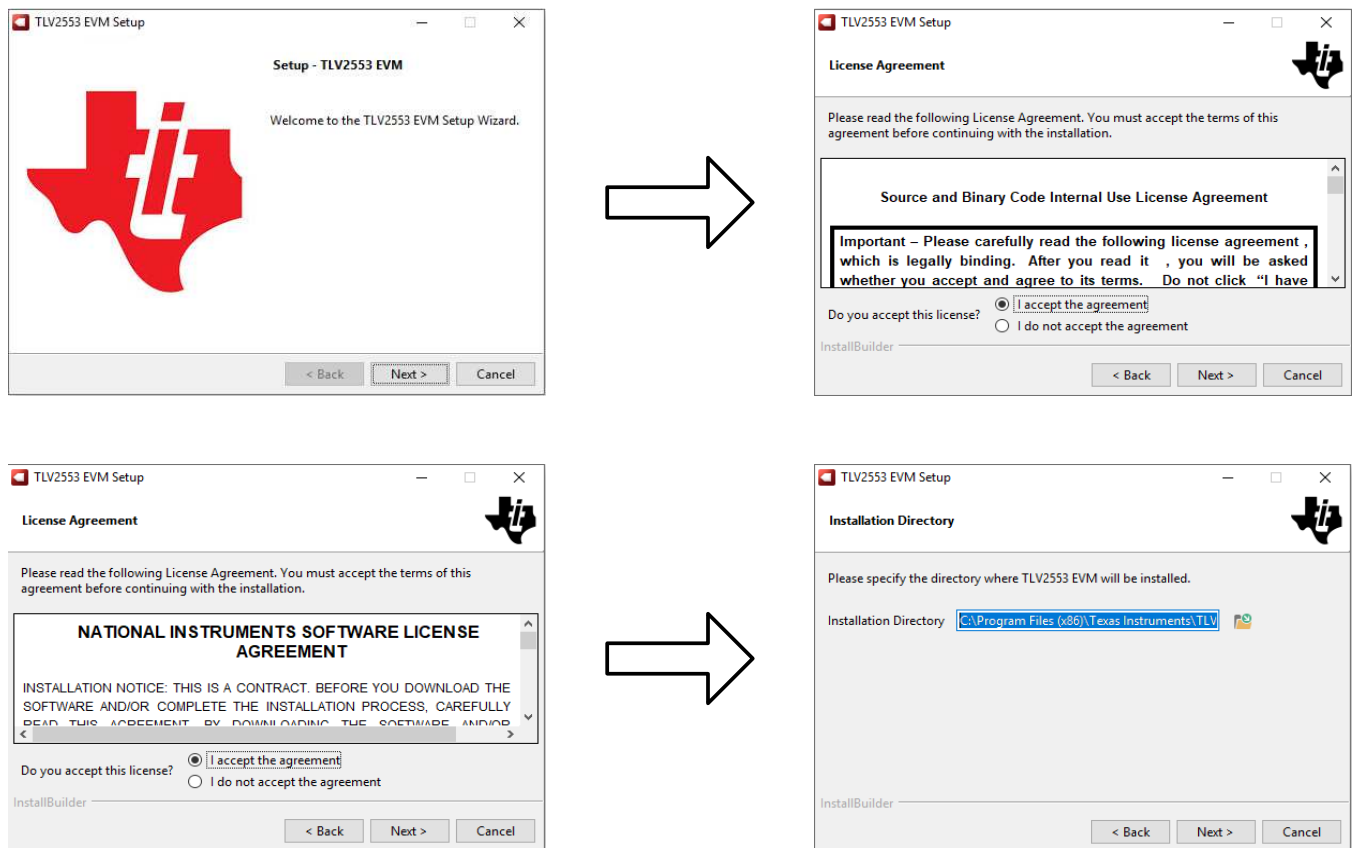 TLV2553 EVM Setup
Setup - TLV2553 EVM
Welcome to the TLV2553 EVM Setup Wizard.
< Back
Next >
Cancel
TLV2553 EVM Setup
License Agreement
Please read the following License Agreement. You must accept the terms of this
agreement before continuing with the installation.
Source and Binary Code Internal Use License Agreement
Important – Please carefully read the following license agreement ,
which is legally binding. After you read it , you will be asked
whether you accept and agree to its terms. Do not click “I have
Do you accept this license?
I accept the agreement
I do not accept the agreement
InstallBuilder
< Back
Next >
Cancel
TLV2553 EVM Setup
License Agreement
Please read the following License Agreement. You must accept the terms of this
agreement before continuing with the installation.
NATIONAL INSTRUMENTS SOFTWARE LICENSE
AGREEMENT
INSTALLATION NOTICE: THIS IS A CONTRACT. BEFORE YOU DOWNLOAD THE
SOFTWARE AND/OR COMPLETE THE INSTALLATION PROCESS, CAREFULLY
READ THIS AGREEMENT. BY DOWNLOADING THE SOFTWARE AND/OR
Do you accept this license?
I accept the agreement
I do not accept the agreement
InstallBuilder
< Back
Next >
Cancel
TLV2553 EVM Setup
Installation Directory
Please specify the directory where TLV2553 EVM will be installed.
Installation Directory
C:\Program Files (x86)\Texas Instruments\TLV
InstallBuilder
< Back
Next >
Cancel